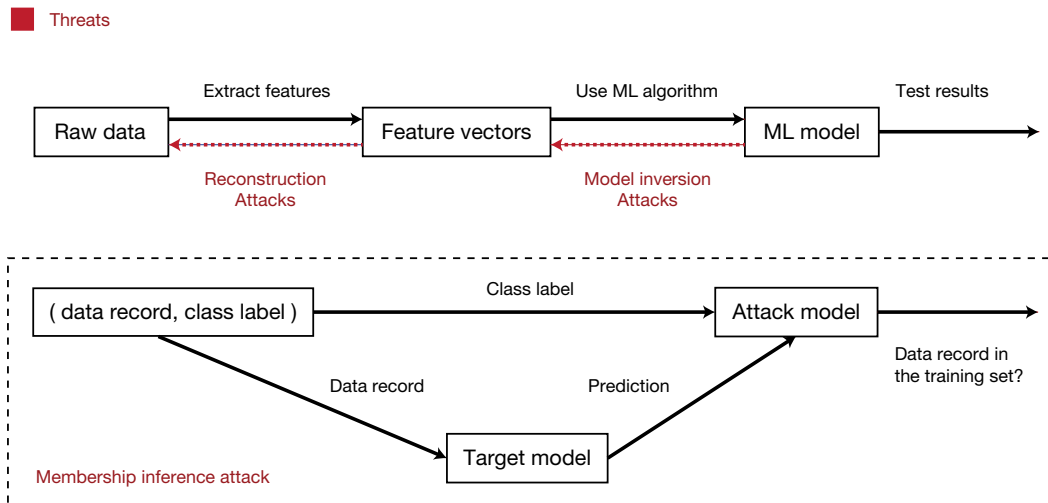 Threats
Extract features
Use ML algorithm
Test results
Raw data
Feature vectors
ML model
Reconstruction
Attacks
Model inversion
Attacks
Class label
( data record, class label )
Attack model
Data record
Prediction
Data record in
the training set?
Target model
Membership inference attack